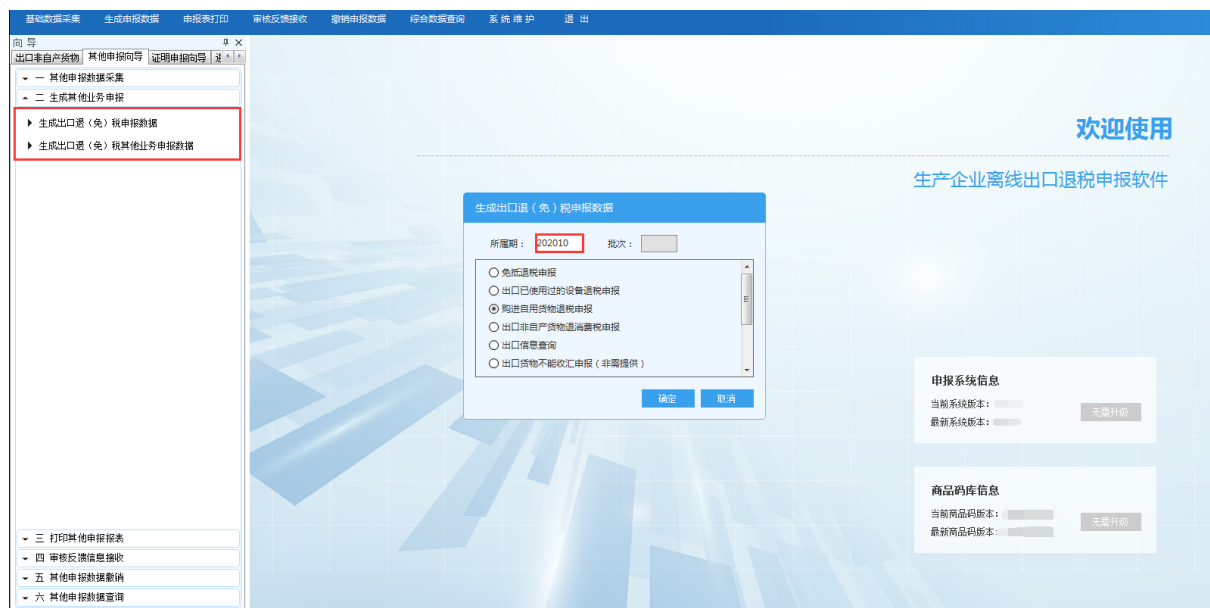 基础数据采集 生成申报数据 申报表打印 审核反馈接收 撤销申报数据 综合数据查询 系统维护 退出
向导
出口非自产货物 其他申报向导 证明申报向导
一 其他申报数据采集
二 生成其他业务申报
生成出口退（免）税申报数据
生成出口退（免）税其他业务申报数据
三 打印其他申报报表
四 审核反馈信息接收
五 其他申报数据撤销
六 其他申报数据查询
欢迎使用
生产企业离线出口退税申报软件
生成出口退（免）税申报数据
所属期： 202010 批次：
免抵退税申报
出口已使用过的设备退税申报
购进自用货物退税申报
出口非自产货物退消费税申报
出口信息查询
出口货物不能收汇申报（非需提供）
确定 取消
申报系统信息
当前系统版本：
最新系统版本：
无需升级
商品码库信息
当前商品码版本：
最新商品码版本：
无需升级